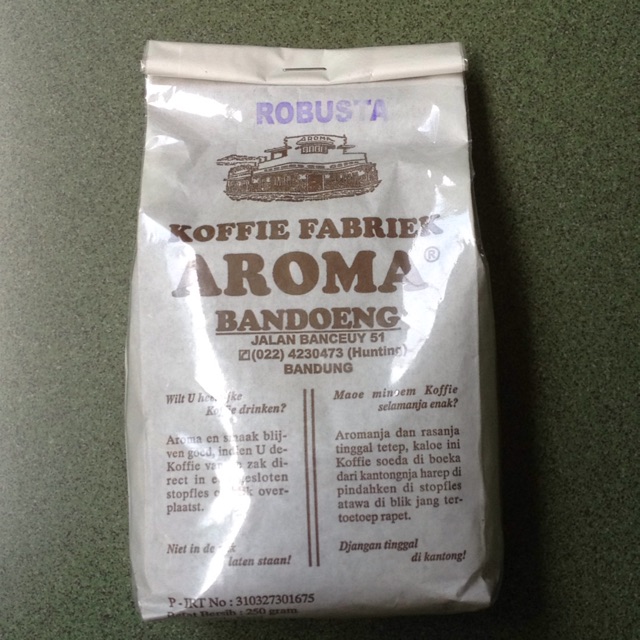 ROBUSTA
AROMA
KOFFIE FABRIEK
AROMA®
BANDOENG
JALAN BANCEUY 51
(022) 4230473 (Hunting)
BANDUNG
Wilt U
Koffie drinken?
Aroma en smaak blij-
ven goed, indien U de
Koffie van zak di-
rect in gesloten
stopfles over-
plaatst.
Niet in de
laten staan!
Maoe minoem Koffie
selamanja enak?
Aromanja dan rasanja
tinggal tetep, kaloe ini
Koffie soeda di boeka
dari kantongnja harep di
pindahken di stopfles
atawa di blik jang ter-
toetoep rapet.
Djangan tinggal
di kantong!
P - IRT No : 310327301675
Berat Bersih : 250 gram